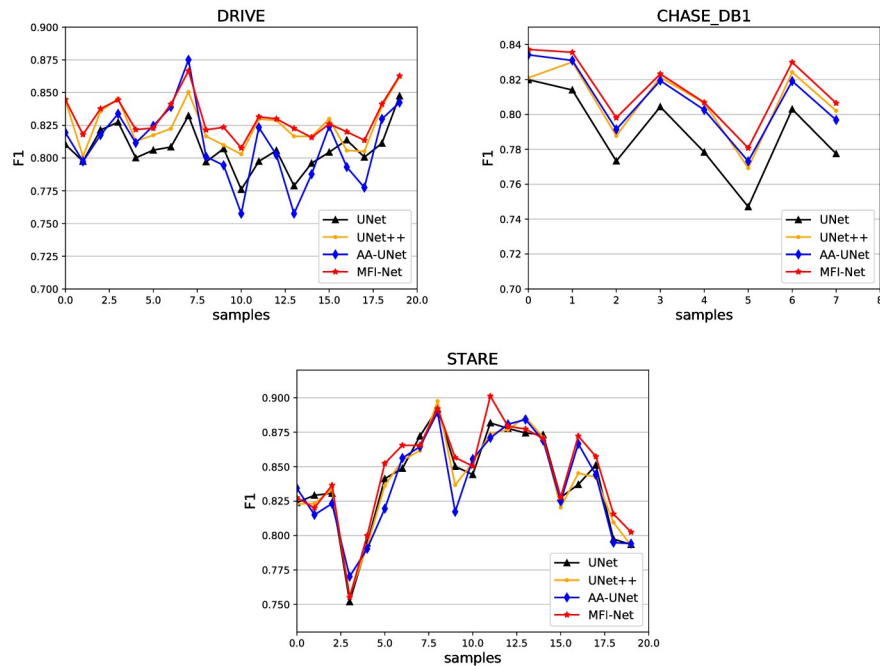 DRIVE
0.900
0.875
0.850
0.825
0.800
0.775
0.750
0.725
0.700
F1
0.0 2.5 5.0 7.5 10.0 12.5 15.0 17.5 20.0
samples
UNet
UNet++
AA-UNet
MFI-Net
CHASE_DB1
0.84
0.82
0.80
0.78
0.76
0.74
0.72
0.70
F1
0 1 2 3 4 5 6 7 8
samples
UNet
UNet++
AA-UNet
MFI-Net
STARE
0.900
0.875
0.850
0.825
0.800
0.775
0.750
F1
0.0 2.5 5.0 7.5 10.0 12.5 15.0 17.5 20.0
samples
UNet
UNet++
AA-UNet
MFI-Net